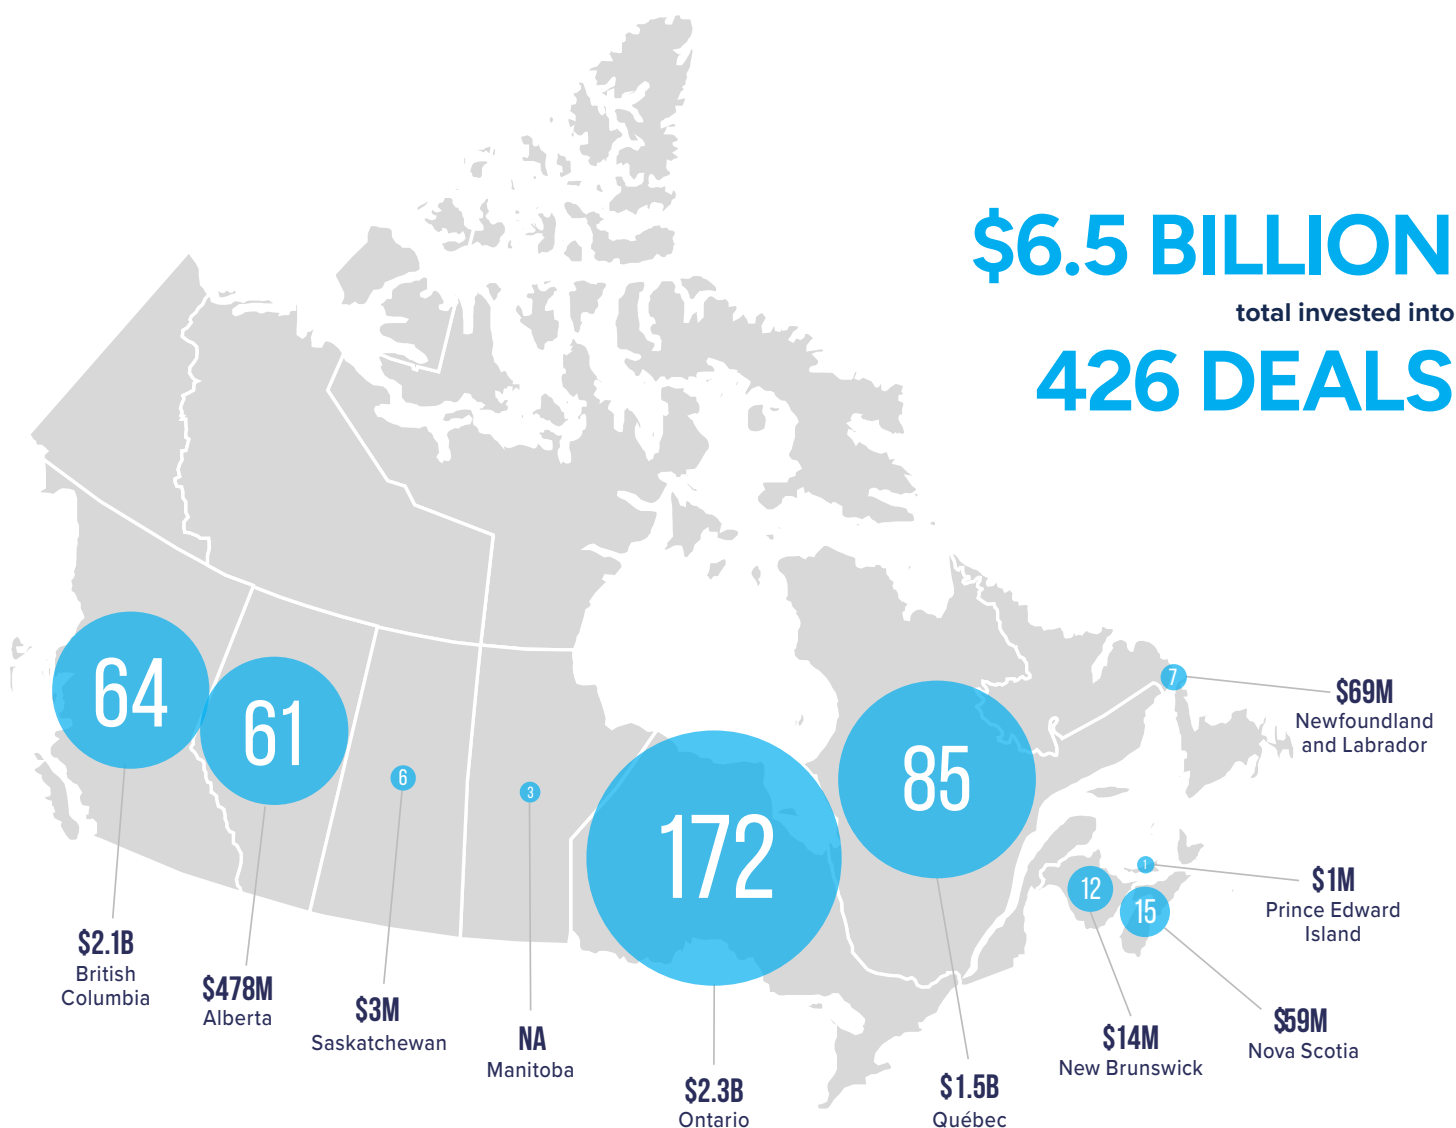 $6.5 BILLION
total invested into
426 DEALS
64
61
6
3
172
85
7
1
12
15
$2.1B
British
Columbia
$478M
Alberta
$3M
Saskatchewan
NA
Manitoba
$2.3B
Ontario
$1.5B
Québec
$69M
Newfoundland
and Labrador
$1M
Prince Edward
Island
$59M
Nova Scotia
$14M
New Brunswick